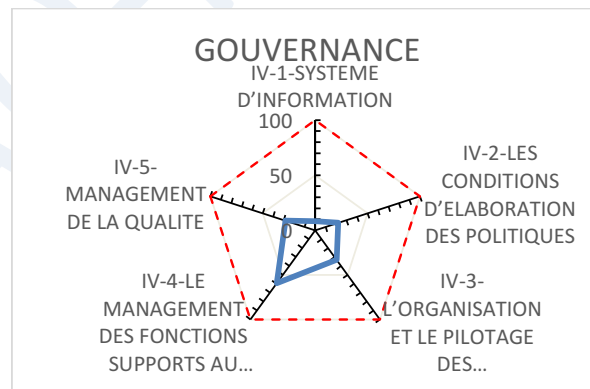 GOUVERNANCE
IV-1-SYSTEME
D’INFORMATION
100
50
0
IV-2-LES
CONDITIONS
D’ELABORATION
DES POLITIQUES
IV-3-
L’ORGANISATION
ET LE PILOTAGE
DES…
IV-4-LE
MANAGEMENT
DES FONCTIONS
SUPPORTS AU…
IV-5-
MANAGEMENT
DE LA QUALITE